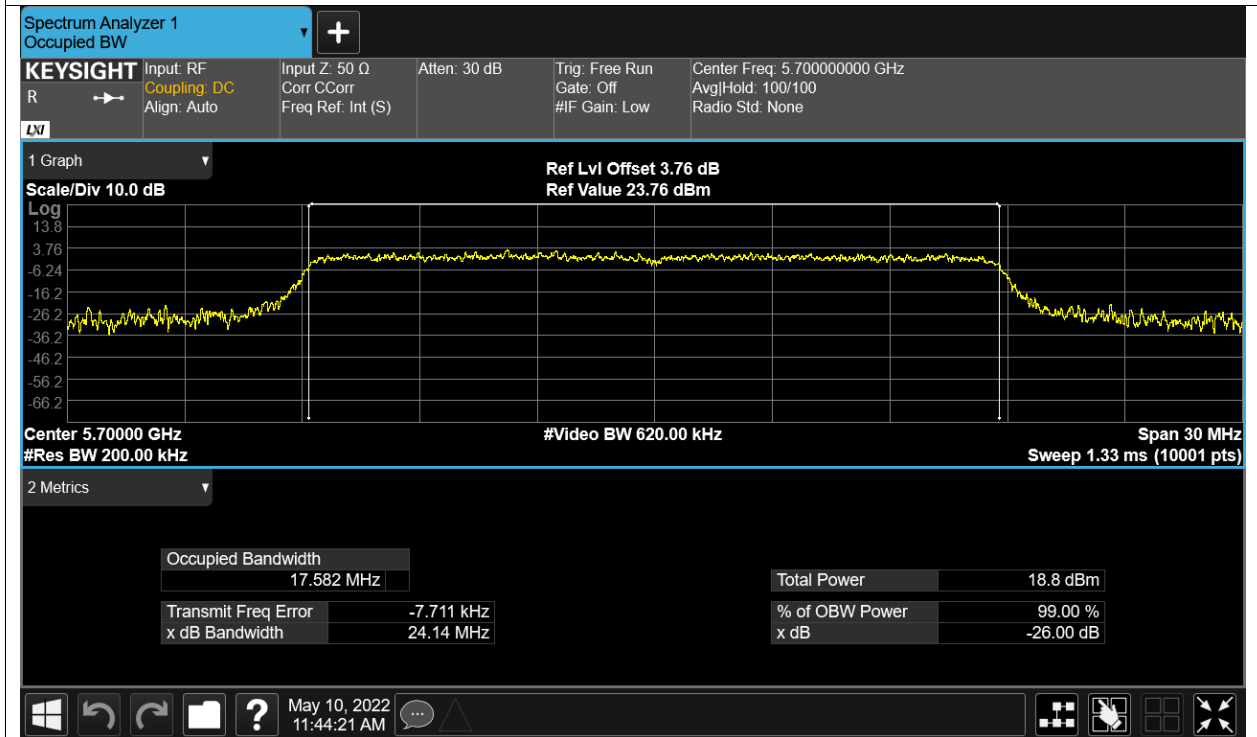 Spectrum Analyzer 1
Occupied BW
KEYSIGHT
R
LXI
Input: RF
Coupling: DC
Align: Auto
Input Z: 50 Ω
Corr CCorr
Freq Ref: Int (S)
Atten: 30 dB
Trig: Free Run
Gate: Off
#IF Gain: Low
Center Freq: 5.700000000 GHz
Avg|Hold: 100/100
Radio Std: None
1 Graph
Scale/Div 10.0 dB
Ref Lvl Offset 3.76 dB
Ref Value 23.76 dBm
Log
13.8
3.76
-6.24
-16.2
-26.2
-36.2
-46.2
-56.2
-66.2
Center 5.70000 GHz
#Video BW 620.00 kHz
Span 30 MHz
#Res BW 200.00 kHz
Sweep 1.33 ms (10001 pts)
2 Metrics
Occupied Bandwidth
17.582 MHz
Total Power 18.8 dBm
Transmit Freq Error -7.711 kHz
% of OBW Power 99.00 %
x dB Bandwidth 24.14 MHz
x dB -26.00 dB
?
May 10, 2022
11:44:21 AM